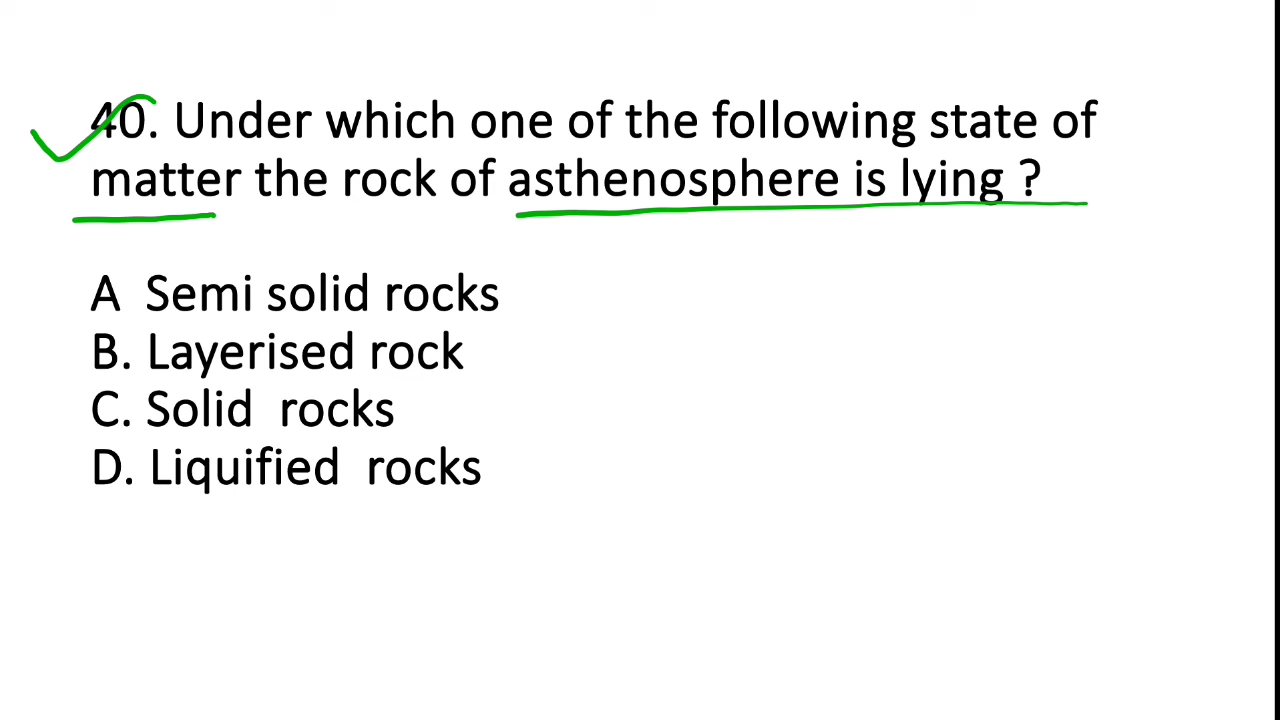 40. Under which one of the following state of
matter the rock of asthenosphere is lying ?
A  Semi solid rocks
B. Layerised rock
C. Solid  rocks
D. Liquified  rocks